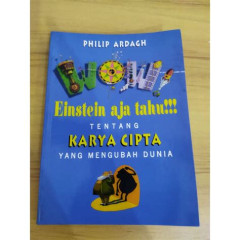 PHILIP ARDAGH
WOW
Einstein aja tahu!!!
TENTANG
KARYA CIPTA
YANG MENGUBAH DUNIA